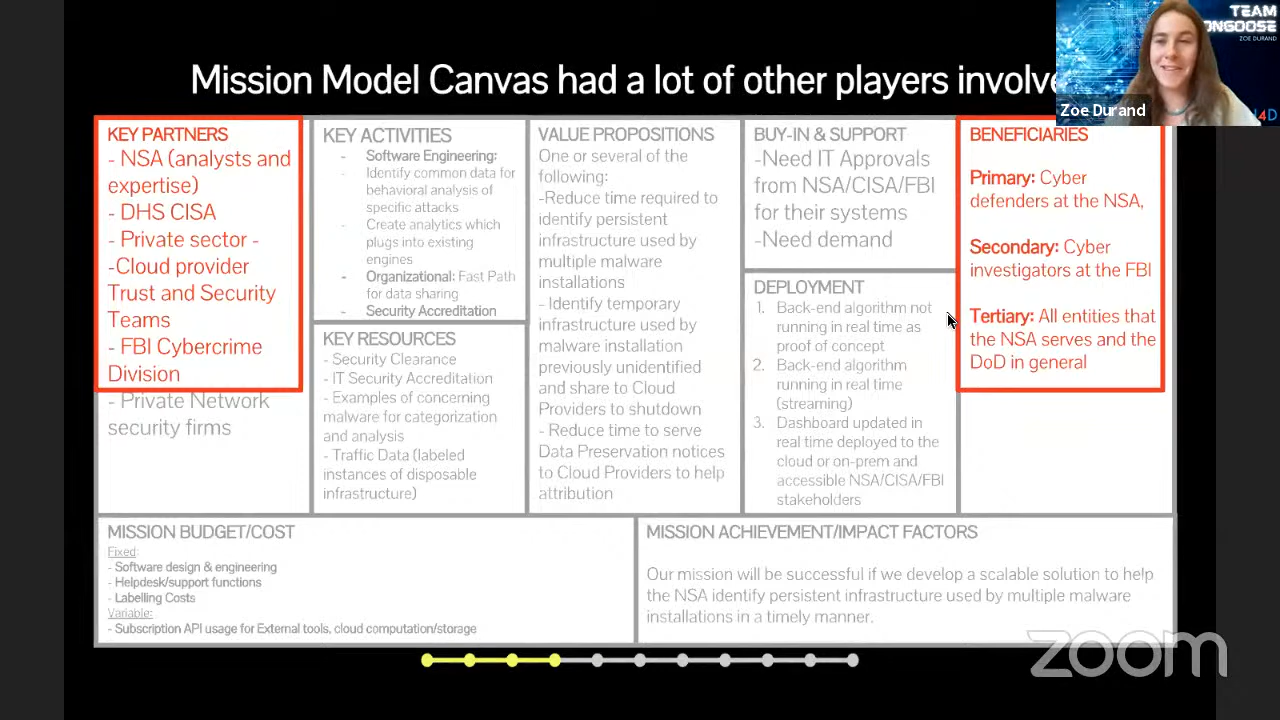 TEAM
ONGOOSE
ZOE DURAND
Zoe Durand
4D
Mission Model Canvas had a lot of other players involve
KEY PARTNERS
- NSA (analysts and
expertise)
- DHS CISA
- Private sector -
-Cloud provider
Trust and Security
Teams
- FBI Cybercrime
Division
- Private Network
security firms
KEY ACTIVITIES
- Software Engineering:
- Identify common data for
behavioral analysis of
specific attacks
- Create analytics which
plugs into existing
engines
- Organizational: Fast Path
for data sharing
- Security Accreditation
KEY RESOURCES
- Security Clearance
- IT Security Accreditation
- Examples of concerning
malware for categorization
and analysis
- Traffic Data (labeled
instances of disposable
infrastructure)
VALUE PROPOSITIONS
One or several of the
following:
-Reduce time required to
identify persistent
infrastructure used by
multiple malware
installations
- Identify temporary
infrastructure used by
malware installation
previously unidentified
and share to Cloud
Providers to shutdown
- Reduce time to serve
Data Preservation notices
to Cloud Providers to help
attribution
BUY-IN & SUPPORT
-Need IT Approvals
from NSA/CISA/FBI
for their systems
-Need demand
DEPLOYMENT
1. Back-end algorithm not
running in real time as
proof of concept
2. Back-end algorithm
running in real time
(streaming)
3. Dashboard updated in
real time deployed to the
cloud or on-prem and
accessible NSA/CISA/FBI
stakeholders
BENEFICIARIES
Primary: Cyber
defenders at the NSA,
Secondary: Cyber
investigators at the FBI
Tertiary: All entities that
the NSA serves and the
DoD in general
MISSION BUDGET/COST
Fixed:
- Software design & engineering
- Helpdesk/support functions
- Labelling Costs
Variable:
- Subscription API usage for External tools, cloud computation/storage
MISSION ACHIEVEMENT/IMPACT FACTORS
Our mission will be successful if we develop a scalable solution to help
the NSA identify persistent infrastructure used by multiple malware
installations in a timely manner.
zoom